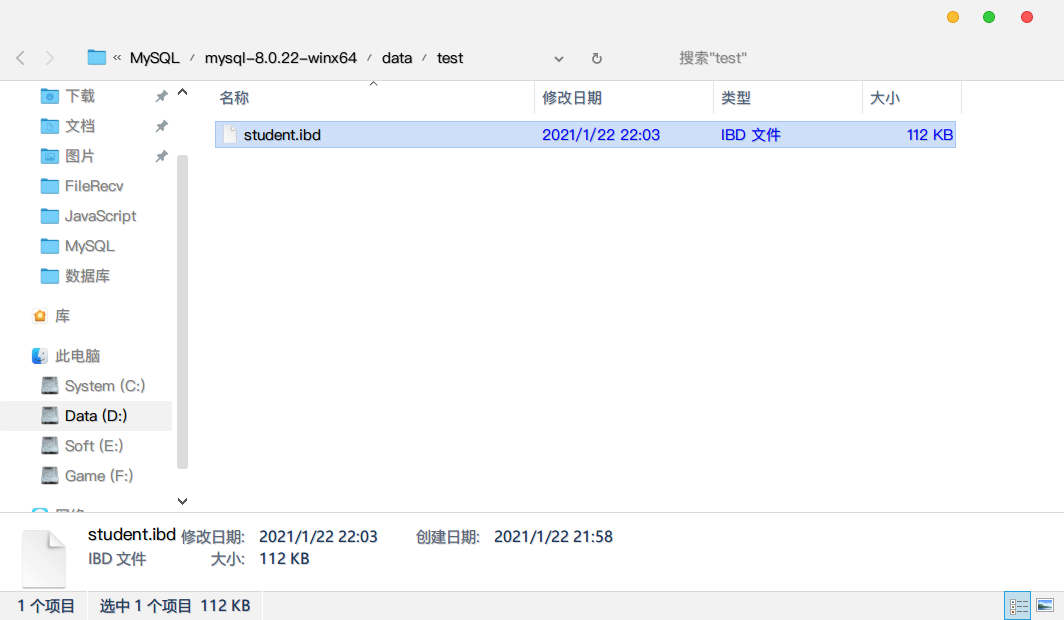 « MySQL / mysql-8.0.22-winx64 / data / test
搜索"test"
下载
文档
图片
FileRecv
JavaScript
MySQL
数据库
库
此电脑
System (C:)
Data (D:)
Soft (E:)
Game (F:)
名称 修改日期 类型 大小
student.ibd 2021/1/22 22:03 IBD 文件 112 KB
student.ibd 修改日期: 2021/1/22 22:03 创建日期: 2021/1/22 21:58
IBD 文件 大小: 112 KB
1 个项目 选中 1 个项目 112 KB